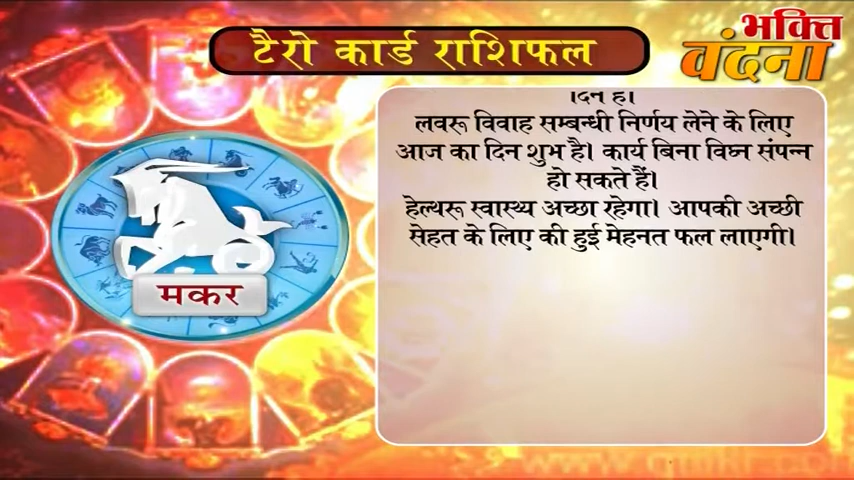 टैरो कार्ड राशिफल
भक्ति
वंदना
दिन है।
लवरू विवाह सम्बन्धी निर्णय लेने के लिए
आज का दिन शुभ है। कार्य बिना विघ्न संपन्न
हो सकते हैं।
हेल्थरू स्वास्थ्य अच्छा रहेगा। आपकी अच्छी
सेहत के लिए की हुई मेहनत फल लाएगी।
मकर